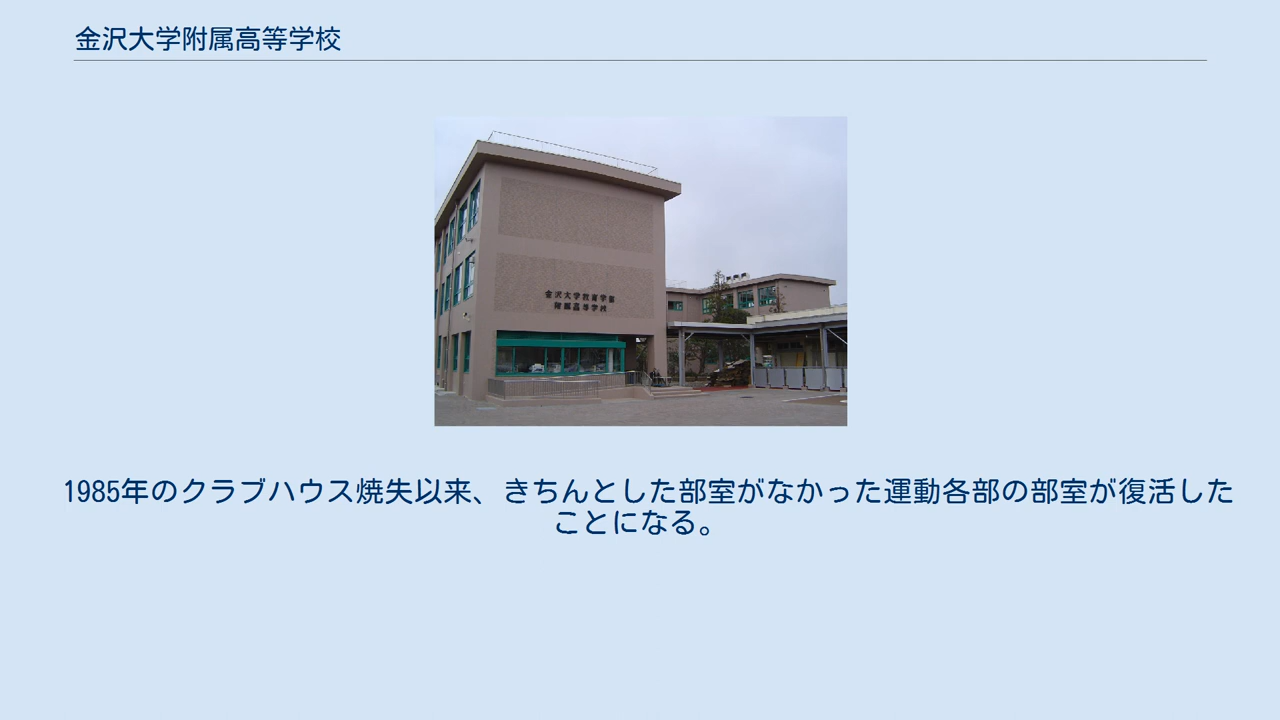 金沢大学附属高等学校
金沢大学教育学部
附属高等学校
1985年のクラブハウス焼失以来、きちんとした部室がなかった運動各部の部室が復活した
ことになる。